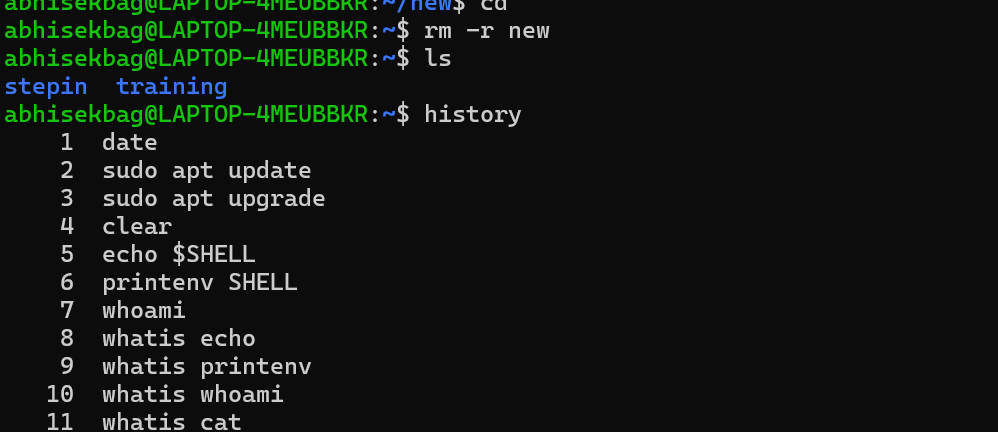 abhisekbag@LAPTOP-4MEUBBKR:~/new$ cd
abhisekbag@LAPTOP-4MEUBBKR:~$ rm -r new
abhisekbag@LAPTOP-4MEUBBKR:~$ ls
stepin  training
abhisekbag@LAPTOP-4MEUBBKR:~$ history
    1  date
    2  sudo apt update
    3  sudo apt upgrade
    4  clear
    5  echo $SHELL
    6  printenv SHELL
    7  whoami
    8  whatis echo
    9  whatis printenv
   10  whatis whoami
   11  whatis cat